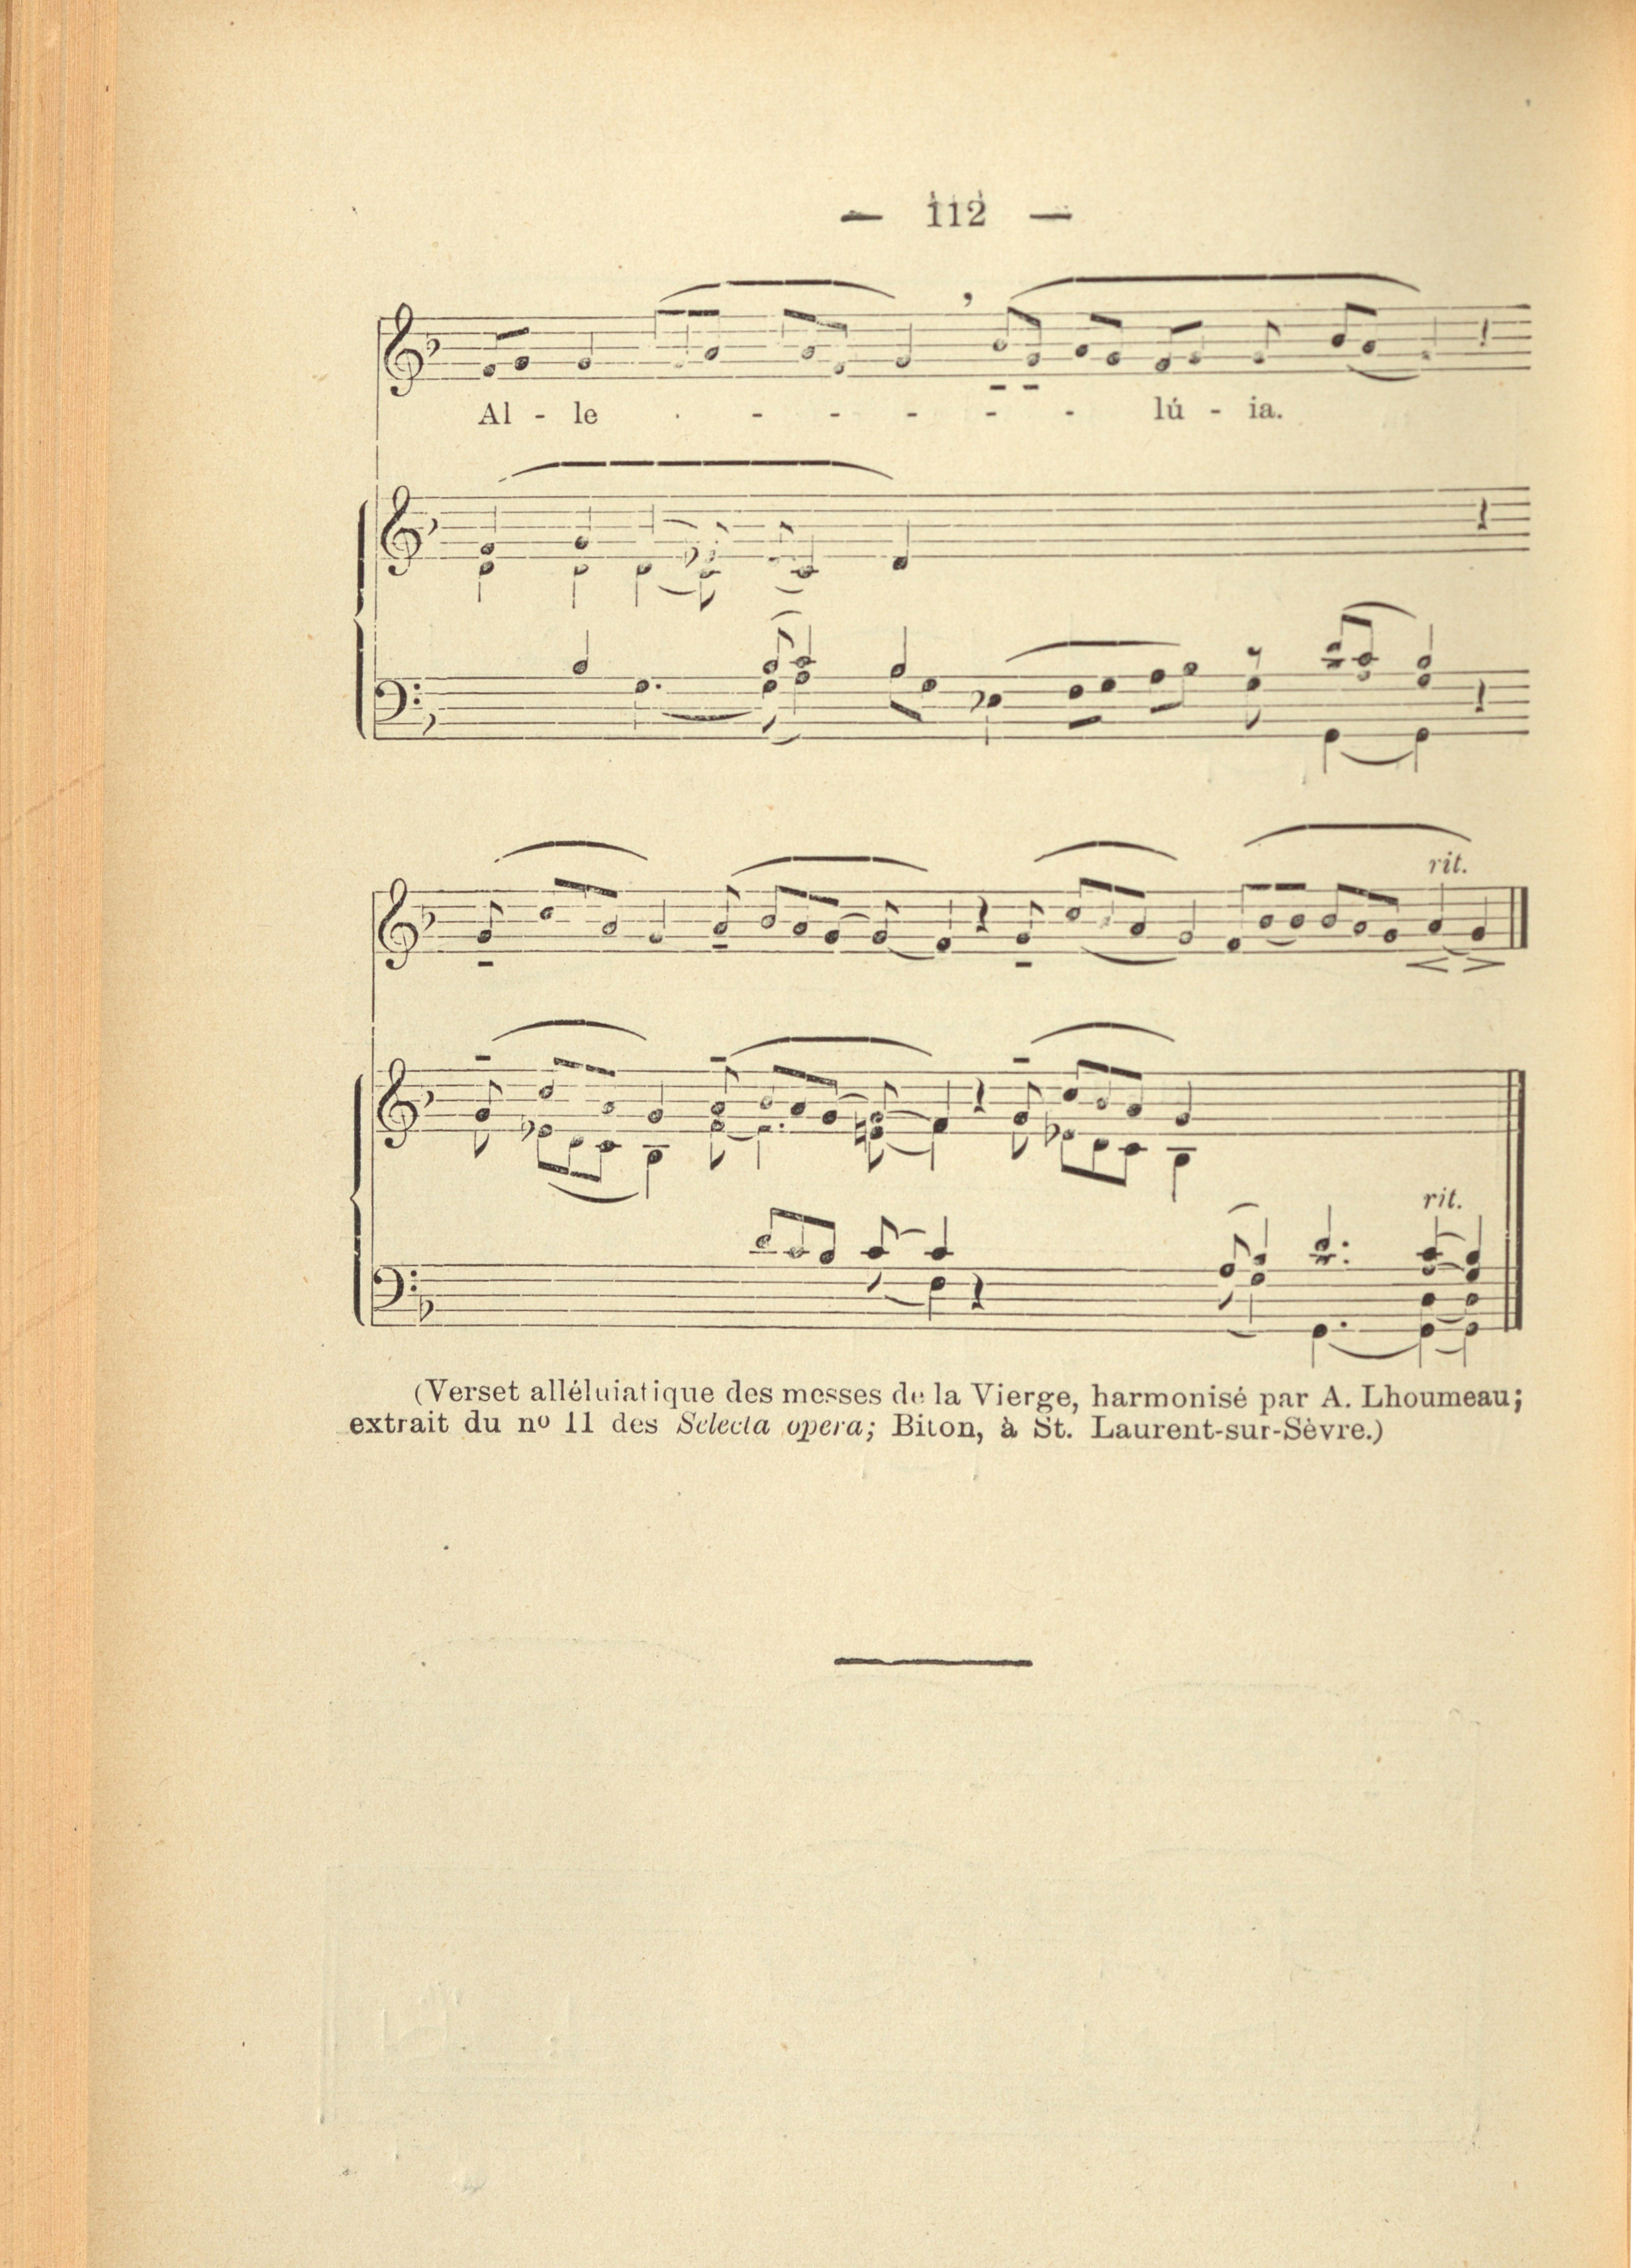 — 112 —
Al - le - - - - - - lú - ia.
rit.
rit.
(Verset alléluiatique des messes de la Vierge, harmonisé par A. Lhoumeau;
extrait du nº 11 des Selecta opera; Biton, à St. Laurent-sur-Sèvre.)